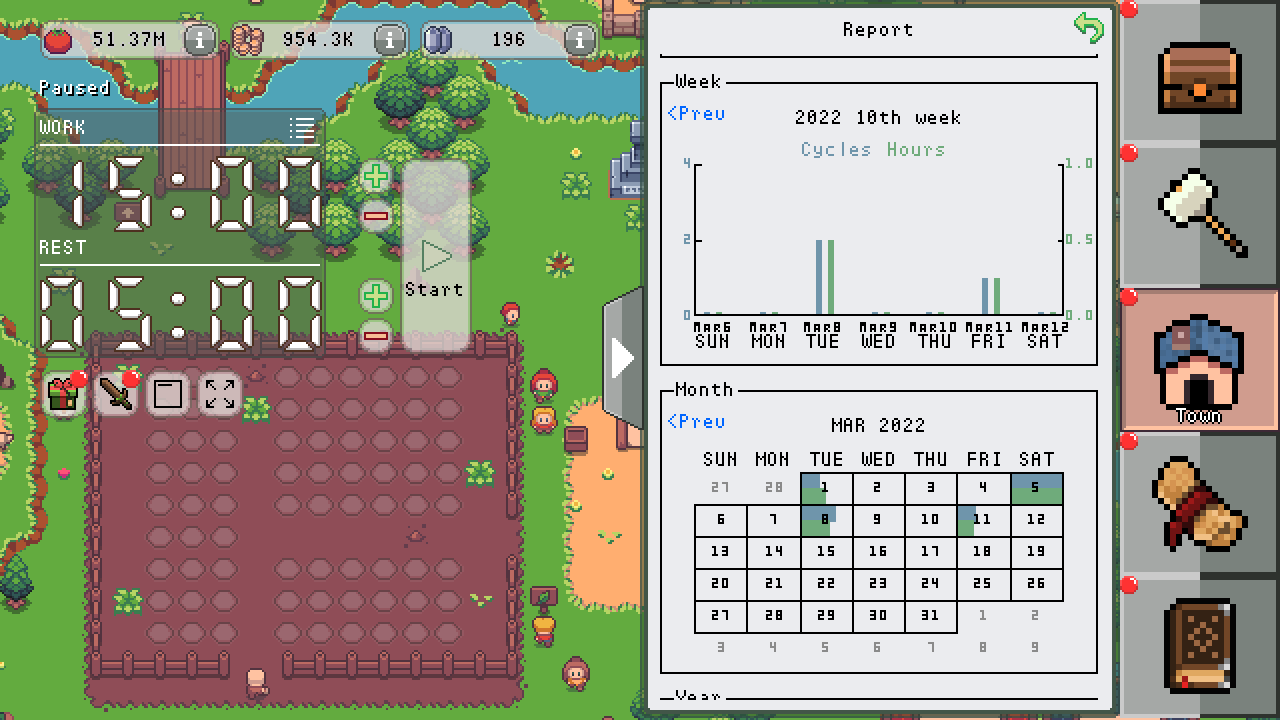 51.37M
954.3K
196
Paused
WORK
15:00
REST
05:00
Start
Report
Week
<Prev
2022 10th week
Cycles Hours
4 1.0
2 0.5
0 0.0
MAR6 MAR7 MAR8 MAR9 MAR10 MAR11 MAR12
SUN MON TUE WED THU FRI SAT
Month
<Prev
MAR 2022
SUN MON TUE WED THU FRI SAT
27 28 1 2 3 4 5
6 7 8 9 10 11 12
13 14 15 16 17 18 19
20 21 22 23 24 25 26
27 28 29 30 31 1 2
3 4 5 6 7 8 9
Year
Town